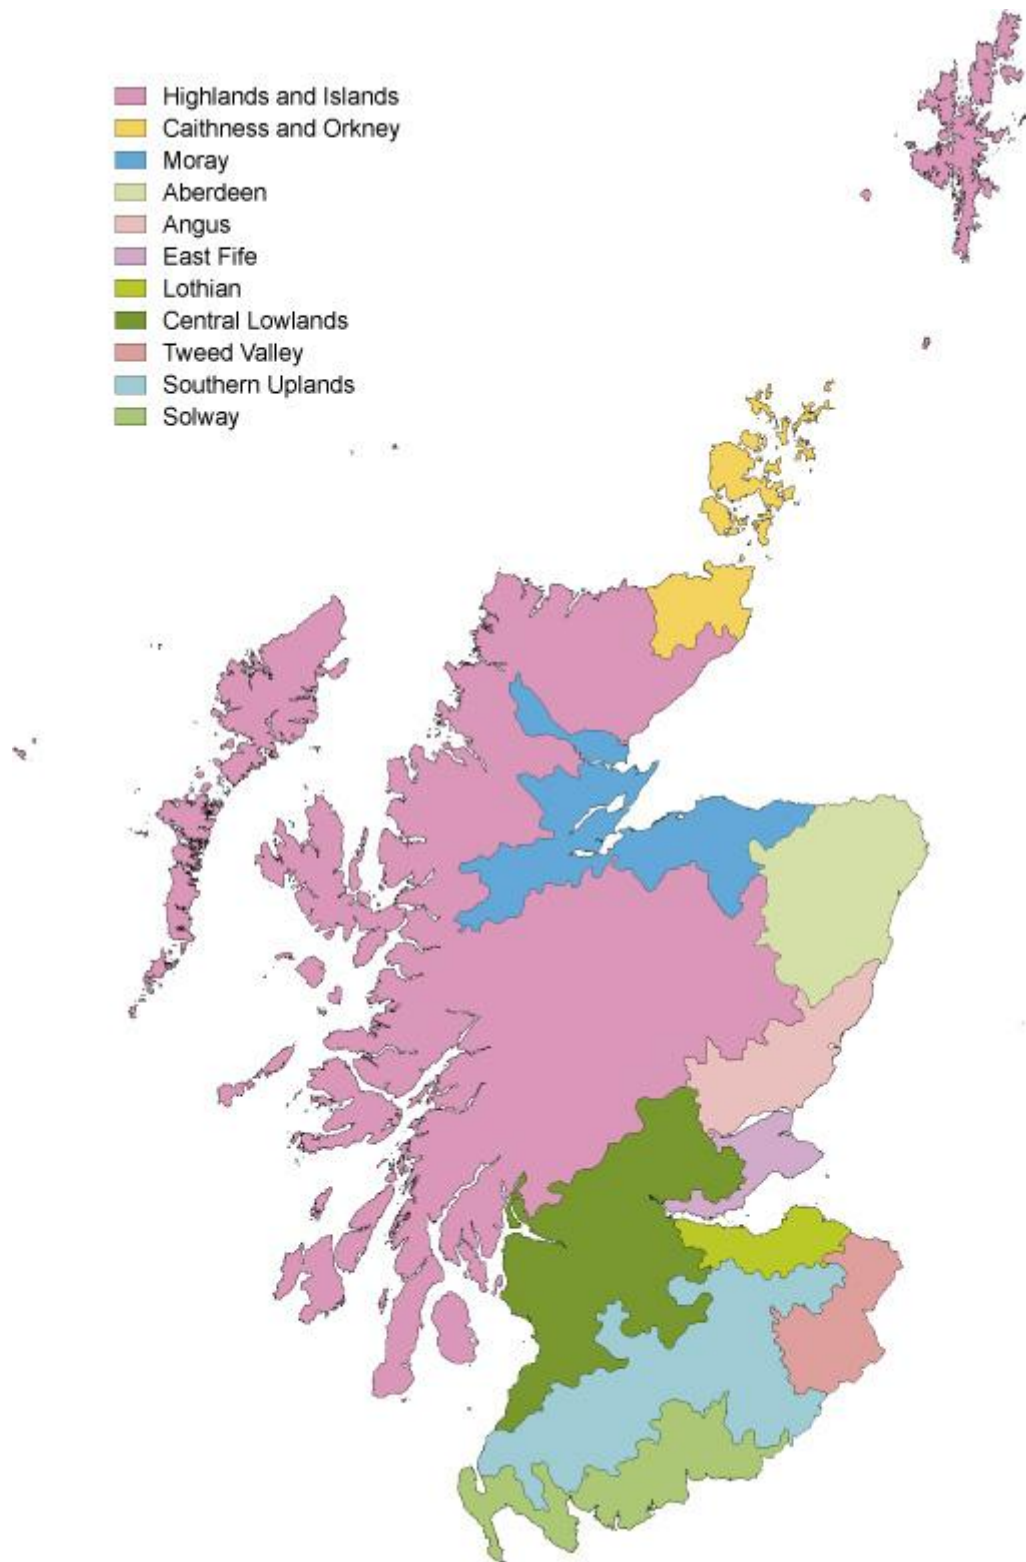 Highlands and Islands
Caithness and Orkney
Moray
Aberdeen
Angus
East Fife
Lothian
Central Lowlands
Tweed Valley
Southern Uplands
Solway